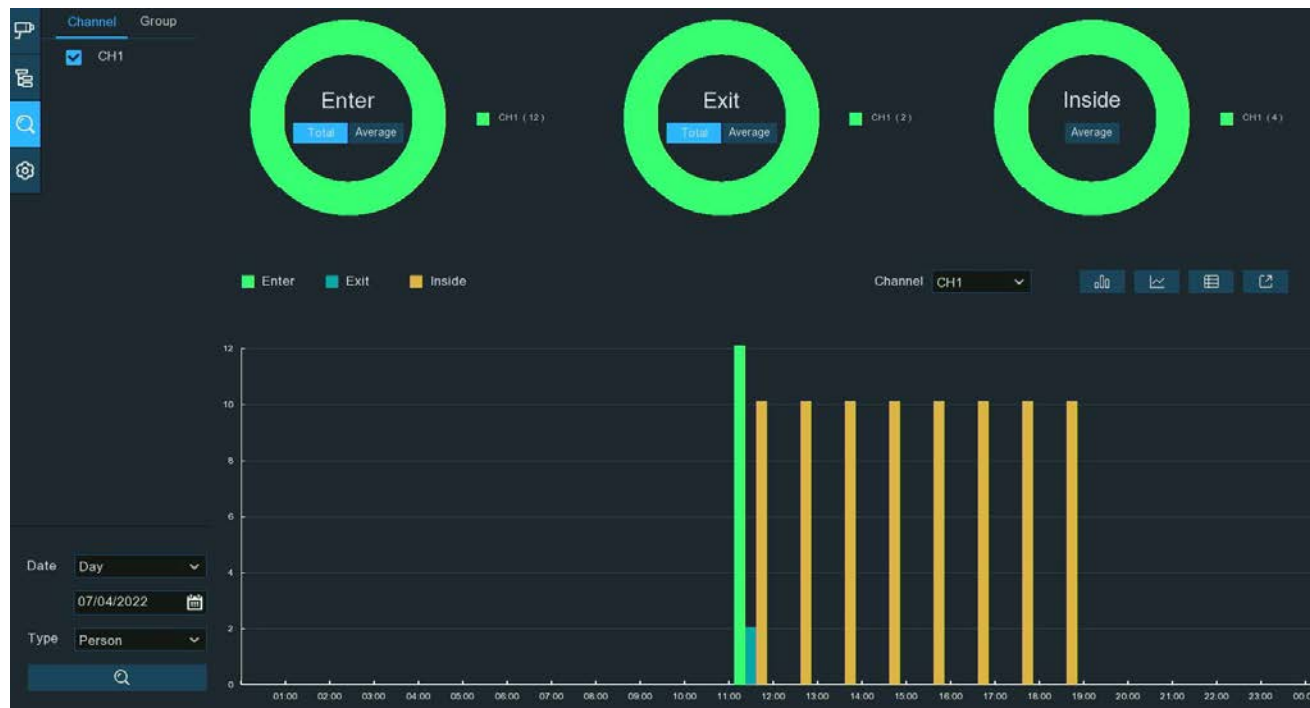 Channel Group
CH1
Enter
Total Average
CH1 ( 12 )
Exit
Total Average
CH1 ( 2 )
Inside
Average
CH1 ( 4 )
Enter Exit Inside
Channel CH1
12
10
8
6
4
2
0
01:00 02:00 03:00 04:00 05:00 06:00 07:00 08:00 09:00 10:00 11:00 12:00 13:00 14:00 15:00 16:00 17:00 18:00 19:00 20:00 21:00 22:00 23:00
Date Day
07/04/2022
Type Person